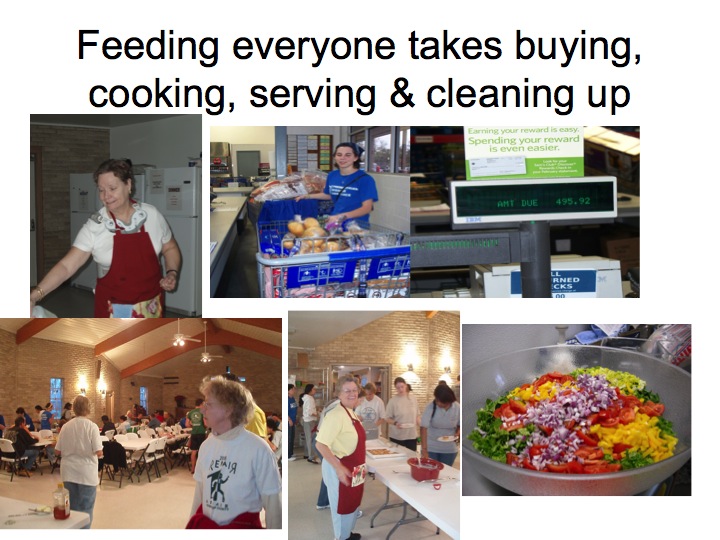 Feeding everyone takes buying,
cooking, serving & cleaning up
Earning your reward is easy.
Spending your reward
is even easier.
AMT DUE 495.92
IBM